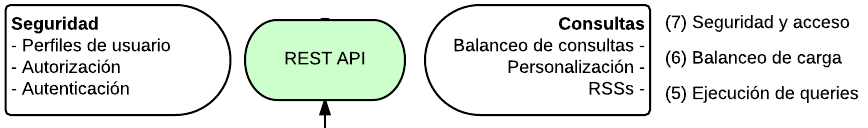 Seguridad
- Perfiles de usuario
- Autorización
- Autenticación
REST API
Consultas
Balanceo de consultas -
Personalización -
RSSs -
(7) Seguridad y acceso
(6) Balanceo de carga
(5) Ejecución de queries